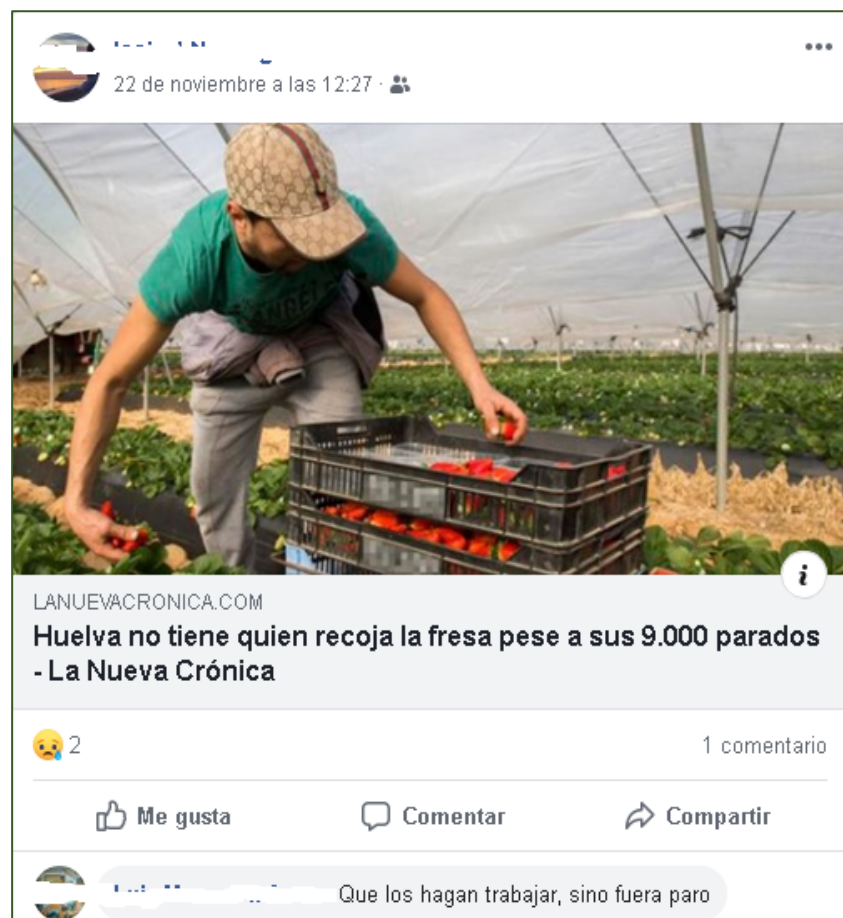 22 de noviembre a las 12:27 ·
LANUEVACRONICA.COM
Huelva no tiene quien recoja la fresa pese a sus 9.000 parados
- La Nueva Crónica
2
1 comentario
Me gusta
Comentar
Compartir
Que los hagan trabajar, sino fuera paro